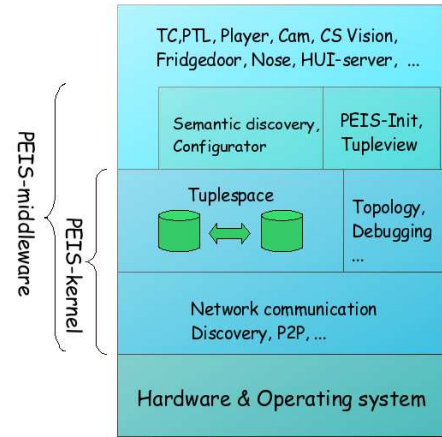 TC,PTL, Player, Cam, CS Vision,
Fridgedoor, Nose, HUI-server, ...
Semantic discovery,
Configurator
PEIS-Init,
Tupleview
PEIS-middleware
PEIS-kernel
Tuplespace
Topology,
Debugging
...
Network communication
Discovery, P2P, ...
Hardware & Operating system